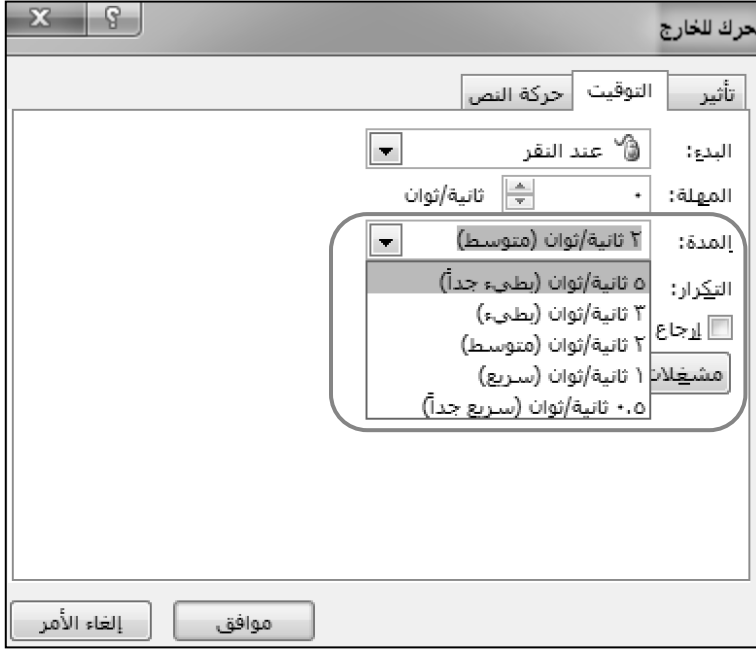 حرك للخارج
تأثير
التوقيت
حركة النص
البدء:
عند النقر
المهلة:
٠
ثانية/ثوان
المدة:
٢ ثانية/ثوان (متوسط)
التكرار:
٥ ثانية/ثوان (بطيء جداً)
٣ ثانية/ثوان (بطيء)
إرجاع
٢ ثانية/ثوان (متوسط)
مشغلات
١ ثانية/ثوان (سريع)
٠.٥ ثانية/ثوان (سريع جداً)
موافق
إلغاء الأمر